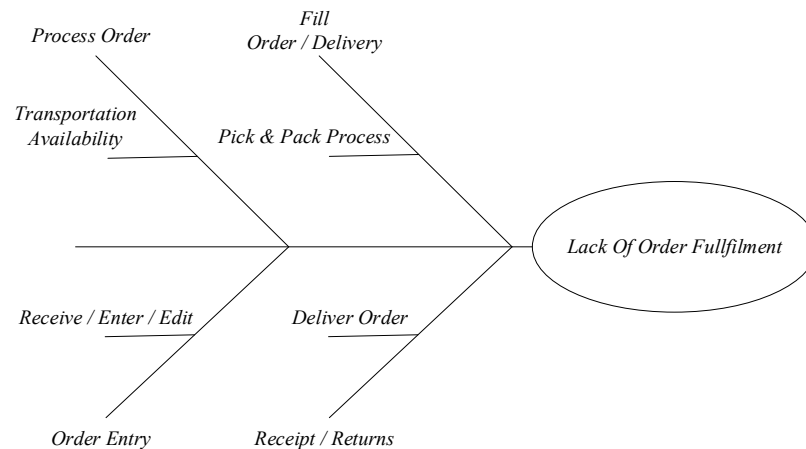 Fill
Process Order
Order / Delivery
Transportation
Availability
Pick & Pack Process
Lack Of Order Fullfilment
Receive / Enter / Edit
Deliver Order
Order Entry
Receipt / Returns